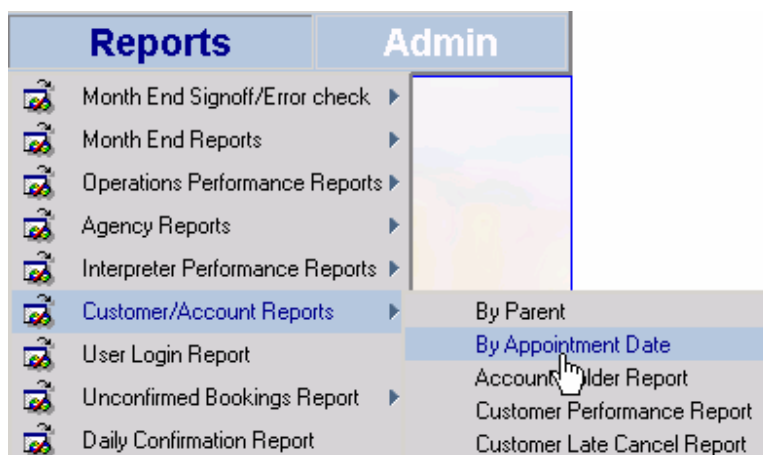 Reports Admin
Month End Signoff/Error check
Month End Reports
Operations Performance Reports
Agency Reports
Interpreter Performance Reports
Customer/Account Reports
User Login Report
Unconfirmed Bookings Report
Daily Confirmation Report
By Parent
By Appointment Date
Account Report
Customer Performance Report
Customer Late Cancel Report